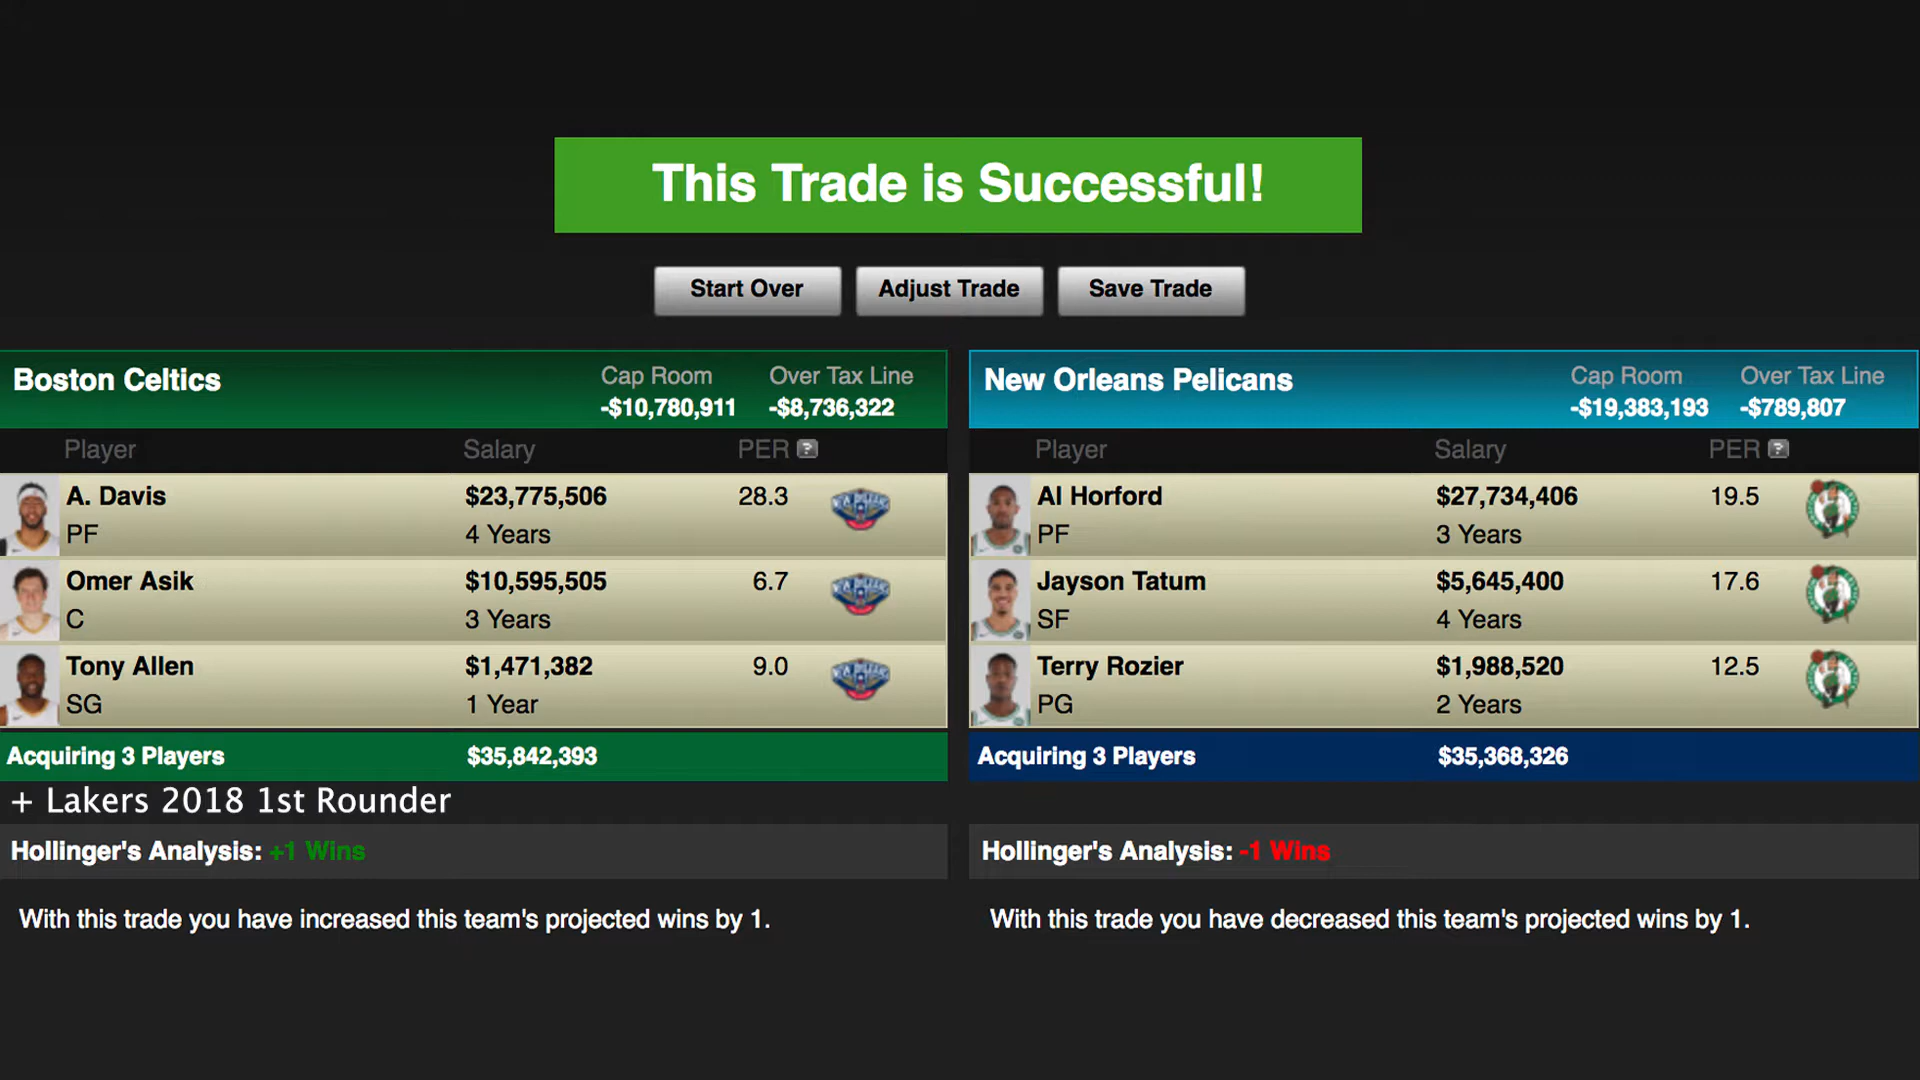 This Trade is Successful!
Start Over Adjust Trade Save Trade
Boston Celtics Cap Room Over Tax Line
-$10,780,911 -$8,736,322
Player Salary PER ?
A. Davis $23,775,506 28.3
PF 4 Years
Omer Asik $10,595,505 6.7
C 3 Years
Tony Allen $1,471,382 9.0
SG 1 Year
Acquiring 3 Players $35,842,393
+ Lakers 2018 1st Rounder
Hollinger's Analysis: +1 Wins
With this trade you have increased this team's projected wins by 1.
New Orleans Pelicans Cap Room Over Tax Line
-$19,383,193 -$789,807
Player Salary PER ?
Al Horford $27,734,406 19.5
PF 3 Years
Jayson Tatum $5,645,400 17.6
SF 4 Years
Terry Rozier $1,988,520 12.5
PG 2 Years
Acquiring 3 Players $35,368,326
Hollinger's Analysis: -1 Wins
With this trade you have decreased this team's projected wins by 1.